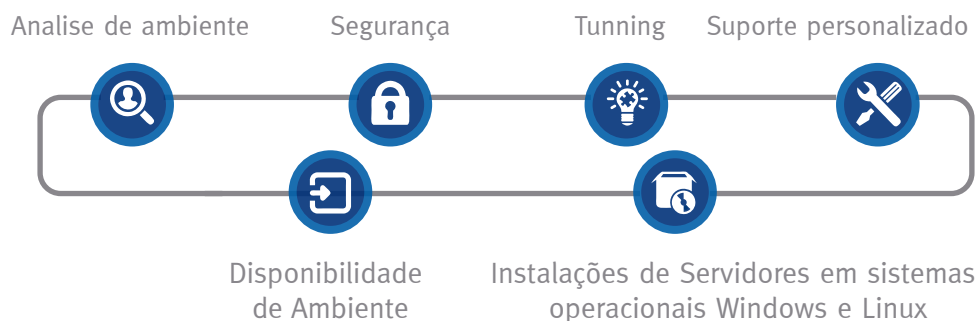 Analise de ambiente
Segurança
Tunning
Suporte personalizado
Disponibilidade
de Ambiente
Instalações de Servidores em sistemas
operacionais Windows e Linux